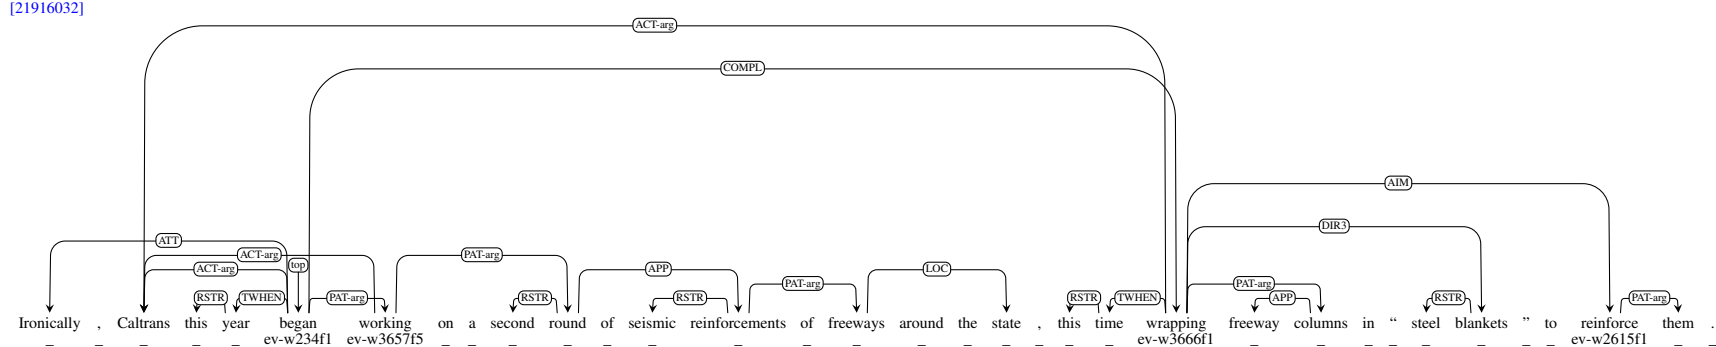 [21916032]
ACT-arg
COMPL
AIM
DIR3
ATT
ACT-arg PAT-arg
ACT-arg top APP LOC
PAT-arg PAT-arg
RSTR TWHEN PAT-arg RSTR RSTR RSTR TWHEN APP RSTR PAT-arg
Ironically , Caltrans this year began working on a second round of seismic reinforcements of freeways around the state , this time wrapping freeway columns in “ steel blankets ” to reinforce them .
_ _ _ _ _ ev-w234f1 ev-w3657f5 _ _ _ _ _ _ _ _ _ _ _ _ _ _ _ ev-w3666f1 _ _ _ _ _ _ _ _ ev-w2615f1 _ _